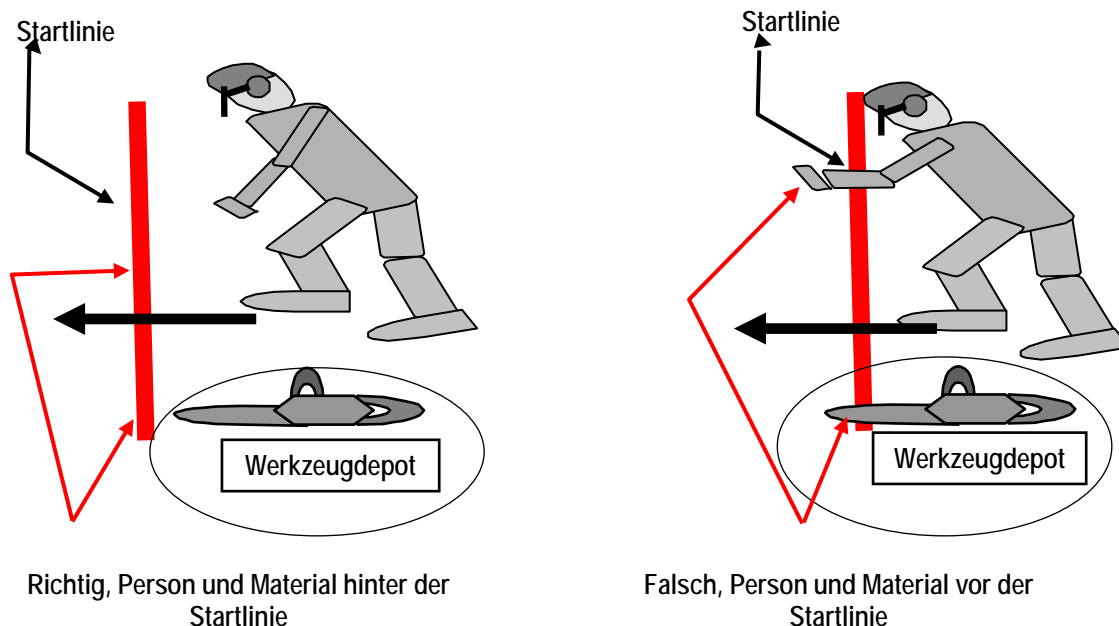 Startlinie
Werkzeugdepot
Richtig, Person und Material hinter der
Startlinie
Startlinie
Werkzeugdepot
Falsch, Person und Material vor der
Startlinie